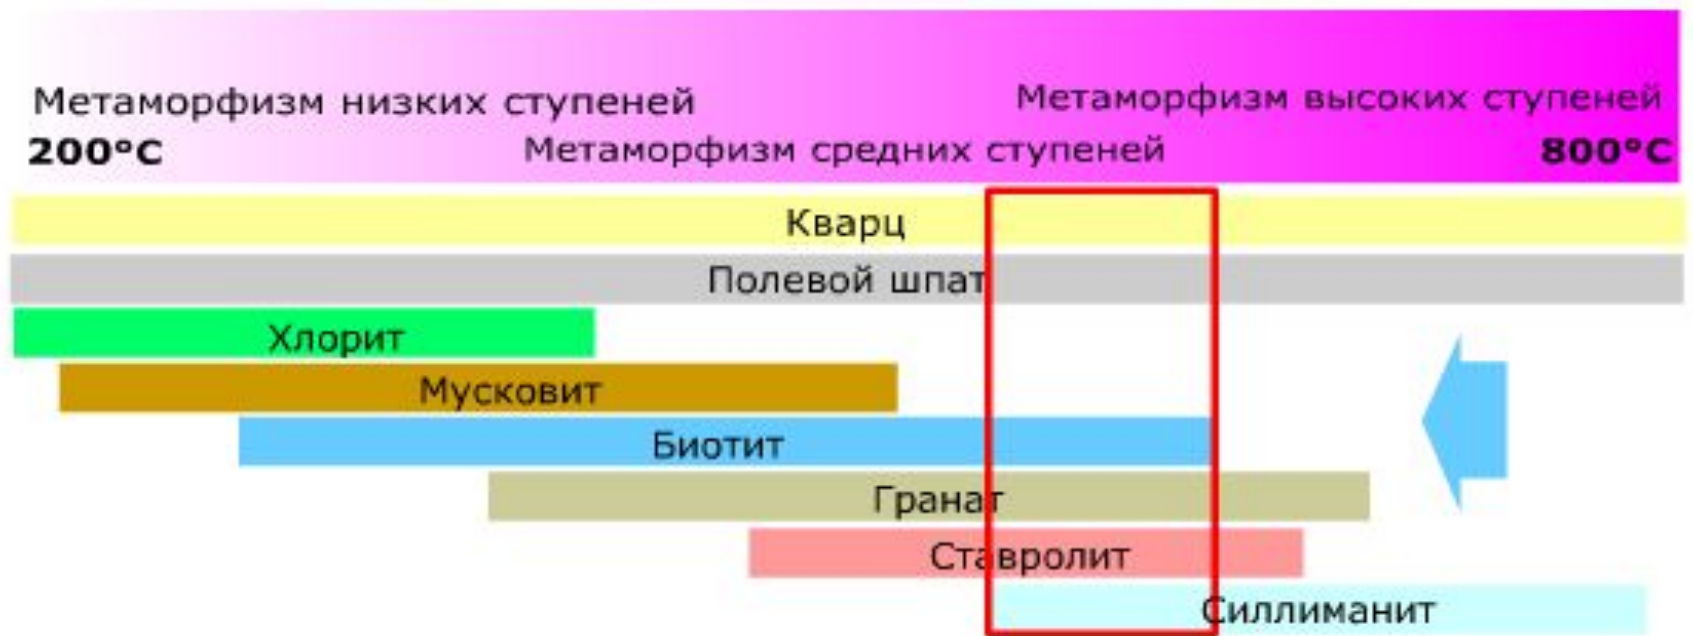 Метаморфизм низких ступеней
Метаморфизм высоких ступеней
200°C
Метаморфизм средних ступеней
800°C
Кварц
Полевой шпат
Хлорит
Мусковит
Биотит
Гранат
Ставролит
Силлиманит